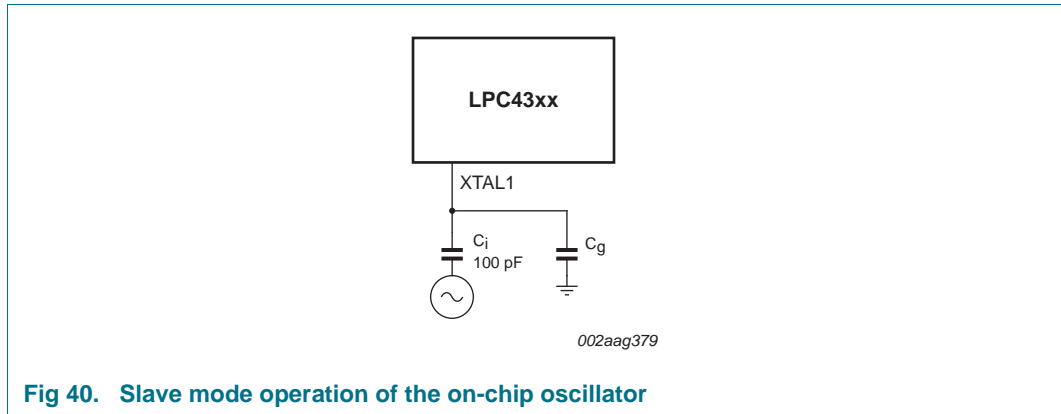 LPC43xx
XTAL1
Ci
100 pF
Cg
002aag379
Fig 40. Slave mode operation of the on-chip oscillator